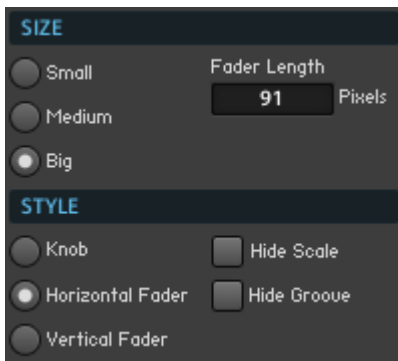 SIZE
Small
Fader Length
91 Pixels
Medium
Big
STYLE
Knob
Hide Scale
Horizontal Fader
Hide Groove
Vertical Fader